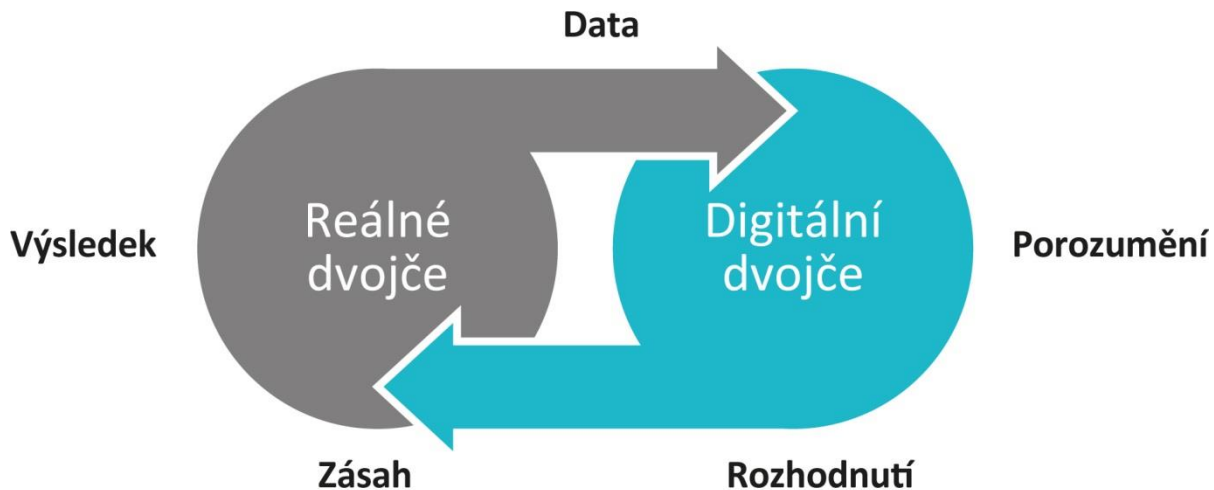 Data
Reálné
dvojče
Digitální
dvojče
Výsledek
Porozumění
Zásah
Rozhodnutí